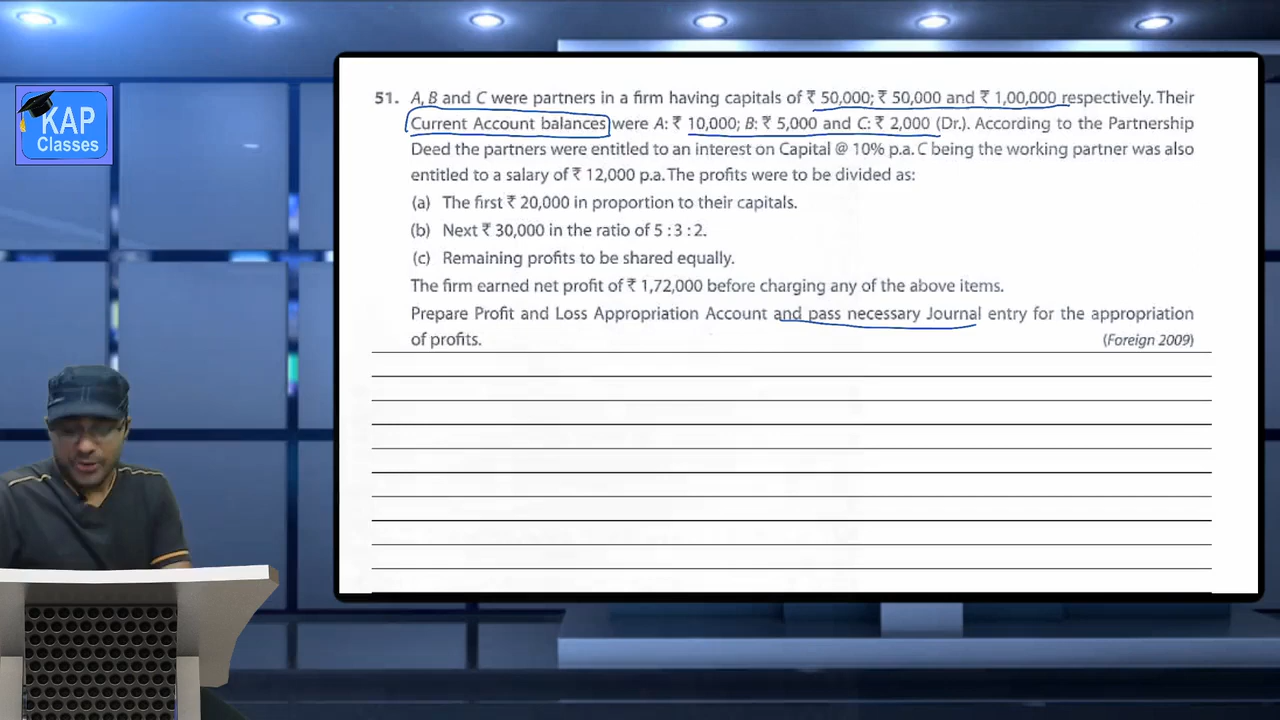 KAP
Classes
51. A, B and C were partners in a firm having capitals of ₹ 50,000; ₹ 50,000 and ₹ 1,00,000 respectively. Their
Current Account balances were A: ₹ 10,000; B: ₹ 5,000 and C: ₹ 2,000 (Dr.). According to the Partnership
Deed the partners were entitled to an interest on Capital @ 10% p.a. C being the working partner was also
entitled to a salary of ₹ 12,000 p.a. The profits were to be divided as:
(a) The first ₹ 20,000 in proportion to their capitals.
(b) Next ₹ 30,000 in the ratio of 5 : 3 : 2.
(c) Remaining profits to be shared equally.
The firm earned net profit of ₹ 1,72,000 before charging any of the above items.
Prepare Profit and Loss Appropriation Account and pass necessary Journal entry for the appropriation
of profits. (Foreign 2009)